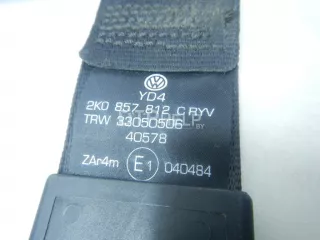 YD4
2K0 857 812 C RYV
TRW 33050506
40578
ZAr4m E1 040484